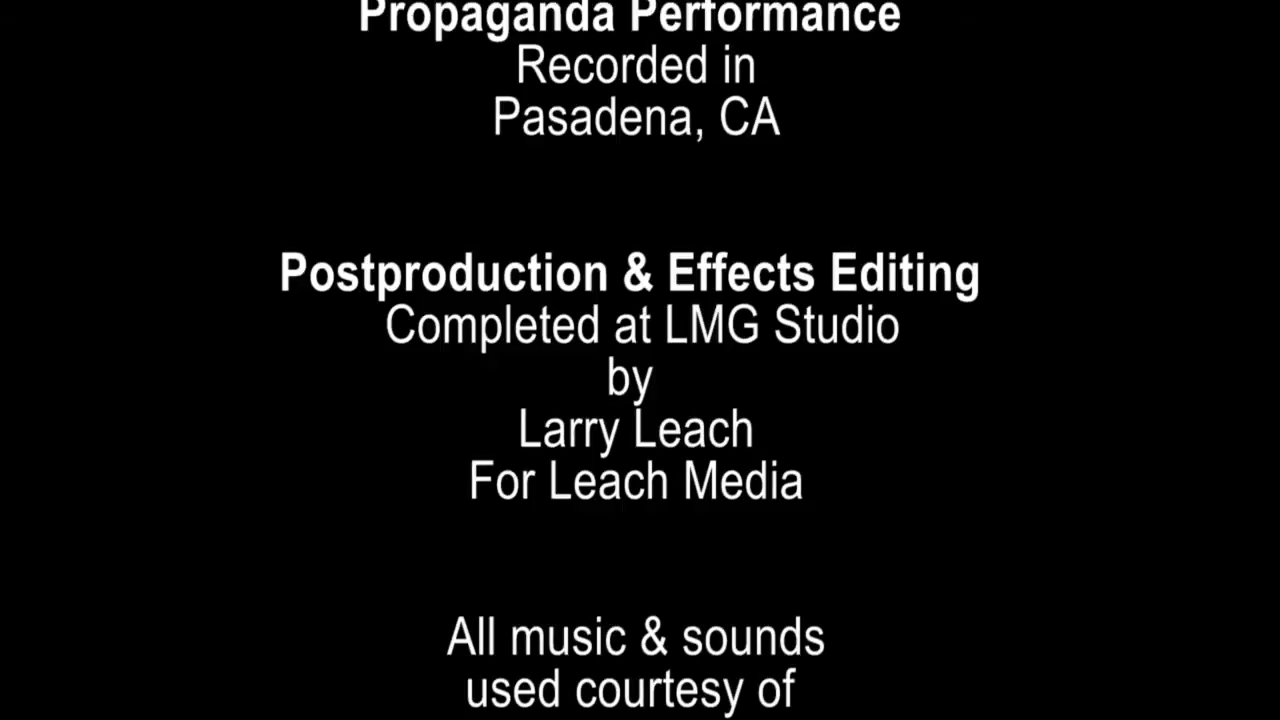 Propaganda Performance
Recorded in
Pasadena, CA
Postproduction & Effects Editing
Completed at LMG Studio
by
Larry Leach
For Leach Media
All music & sounds
used courtesy of